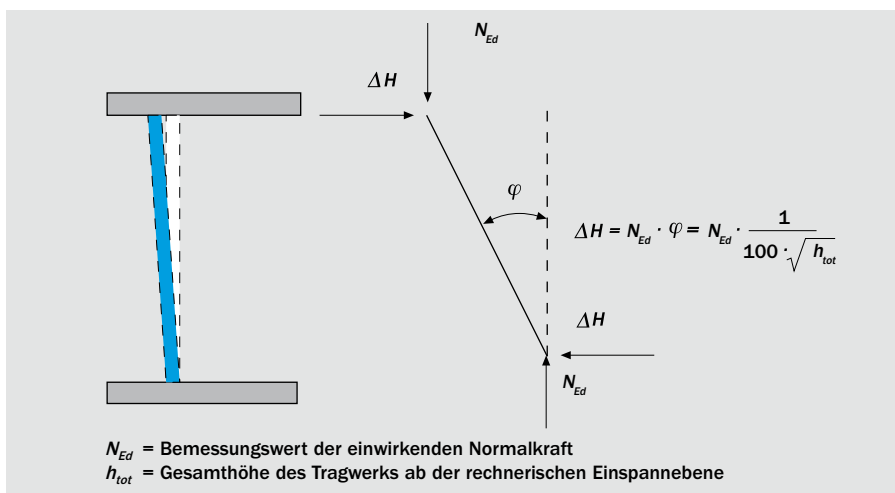 N_Ed
ΔH
φ
ΔH = N_Ed · φ = N_Ed · 1 / (100 · √h_tot)
ΔH
N_Ed
N_Ed = Bemessungswert der einwirkenden Normalkraft
h_tot = Gesamthöhe des Tragwerks ab der rechnerischen Einspannebene